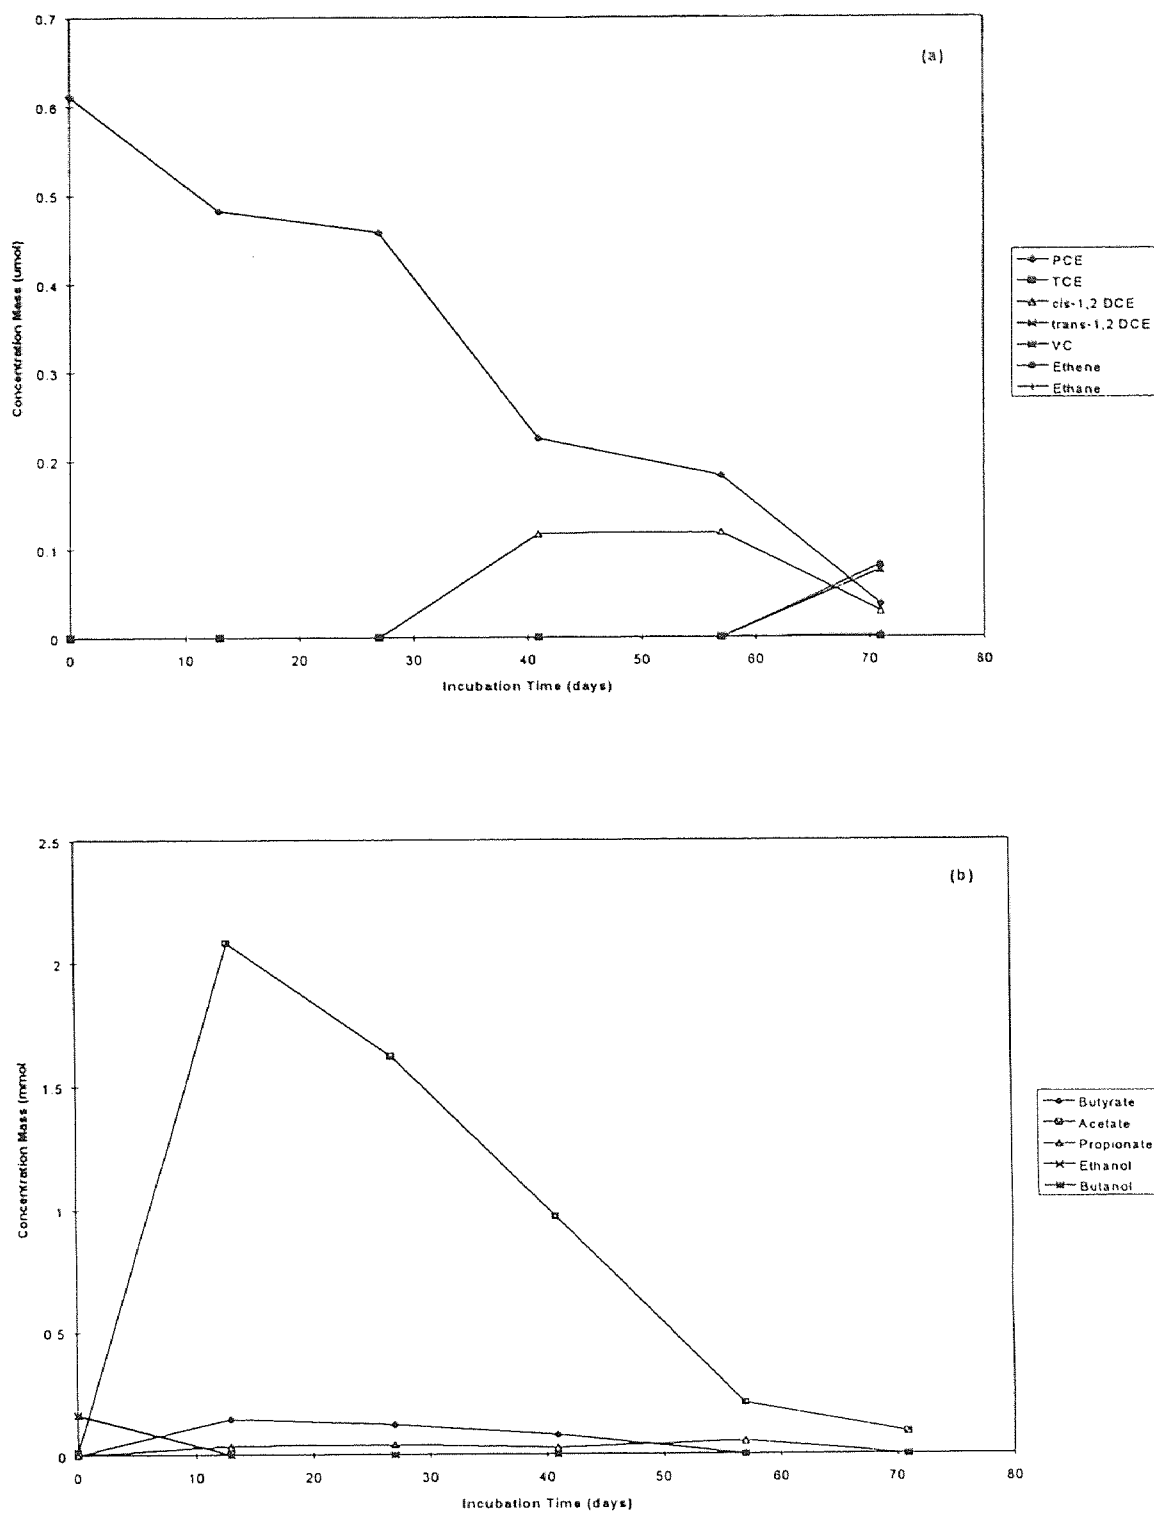 (a)
0.7
0.6
0.5
0.4
0.3
0.2
0.1
0
Concentration Mass (umol)
0 10 20 30 40 50 60 70 80
Incubation Time (days)
PCE
TCE
cis-1,2 DCE
trans-1,2 DCE
VC
Ethene
Ethane
(b)
2.5
2
1.5
1
0.5
0
Concentration Mass (mmol
0 10 20 30 40 50 60 70 80
Incubation Time (days)
Butyrate
Acetate
Propionate
Ethanol
Butanol